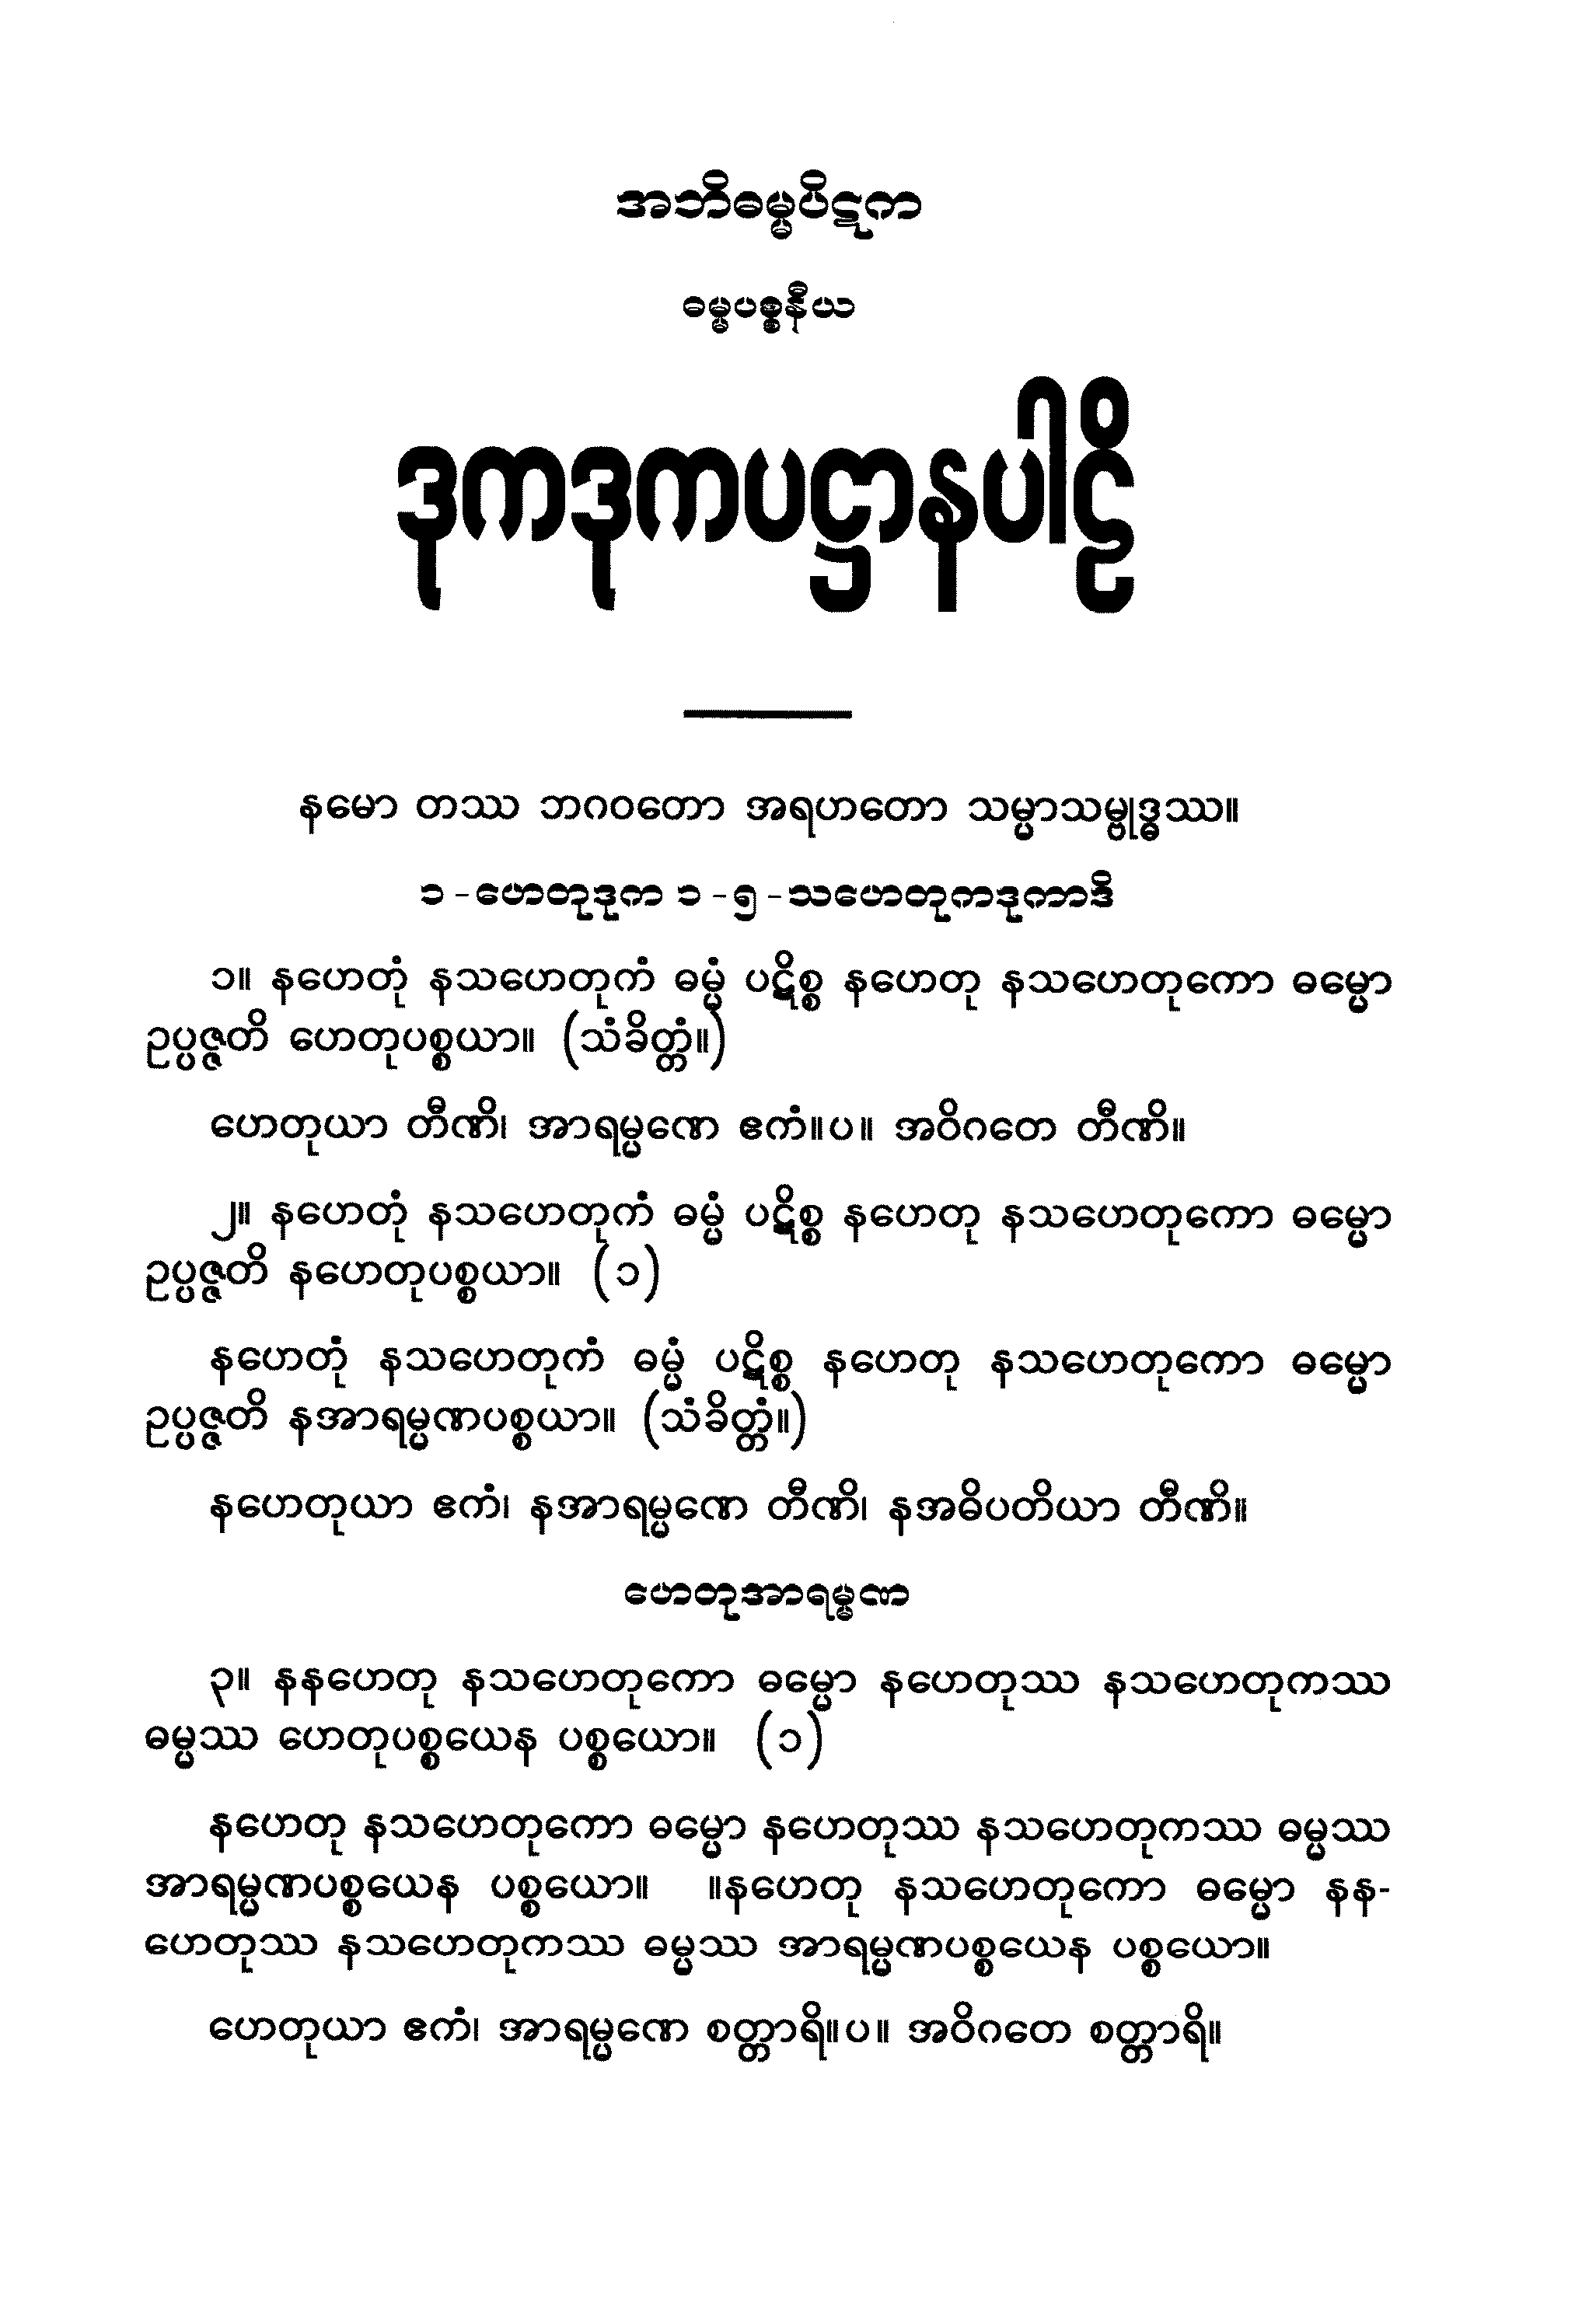 အဘိဓမ္မပိဋက
ဓမ္မပစ္စနီယ
ဒုကဒုကပဋ္ဌာနပါဠိ
နမော တဿ ဘဂဝတော အရဟတော သမ္မာသမ္ဗုဒ္ဓဿ။
၁ - ဟေတုဒုက ၁ - ၅ - သဟေတုကဒုကာဒိ
၁။ နဟေတုံ နသဟေတုကံ ဓမ္မံ ပဋိစ္စ နဟေတု နသဟေတုကော ဓမ္မော
ဥပ္ပဇ္ဇတိ ဟေတုပစ္စယာ။ (သံခိတ္တံ။)
ဟေတုယာ တီဏိ၊ အာရမ္မဏေ ဧကံ။ပ။ အဝိဂတေ တီဏိ။
၂။ နဟေတုံ နသဟေတုကံ ဓမ္မံ ပဋိစ္စ နဟေတု နသဟေတုကော ဓမ္မော
ဥပ္ပဇ္ဇတိ နဟေတုပစ္စယာ။ (၁)
နဟေတုံ နသဟေတုကံ ဓမ္မံ ပဋိစ္စ နဟေတု နသဟေတုကော ဓမ္မော
ဥပ္ပဇ္ဇတိ နအာရမ္မဏပစ္စယာ။ (သံခိတ္တံ။)
နဟေတုယာ ဧကံ၊ နအာရမ္မဏေ တီဏိ၊ နအဓိပတိယာ တီဏိ။
ဟေတုအာရမ္မဏ
၃။ နနဟေတု နသဟေတုကော ဓမ္မော နဟေတုဿ နသဟေတုကဿ
ဓမ္မဿ ဟေတုပစ္စယေန ပစ္စယော။ (၁)
နဟေတု နသဟေတုကော ဓမ္မော နဟေတုဿ နသဟေတုကဿ ဓမ္မဿ
အာရမ္မဏပစ္စယေန ပစ္စယော။ ။နဟေတု နသဟေတုကော ဓမ္မော နန-
ဟေတုဿ နသဟေတုကဿ ဓမ္မဿ အာရမ္မဏပစ္စယေန ပစ္စယော။
ဟေတုယာ ဧကံ၊ အာရမ္မဏေ စတ္တာရိ။ပ။ အဝိဂတေ စတ္တာရိ။